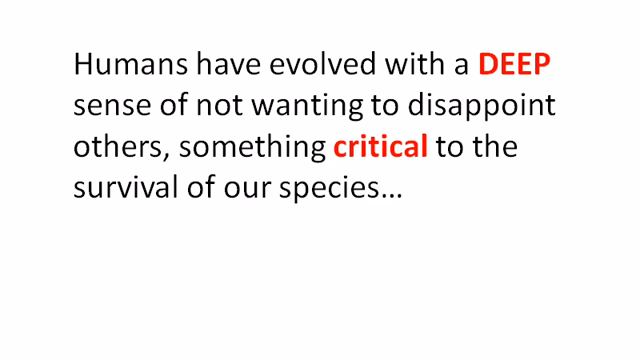 Humans have evolved with a DEEP
sense of not wanting to disappoint
others, something critical to the
survival of our species...